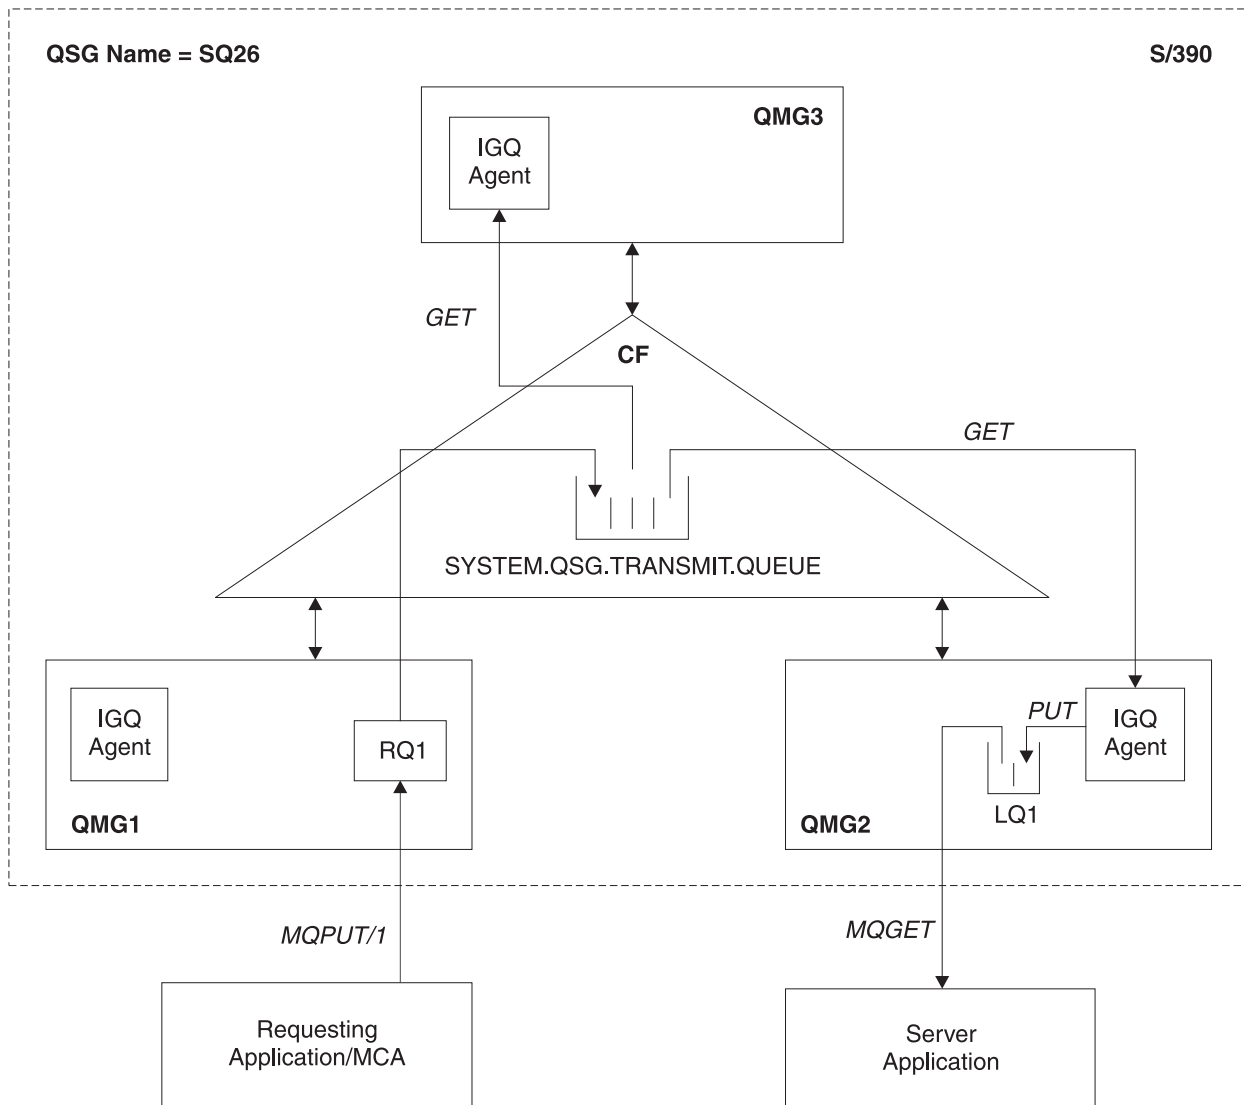 QSG Name = SQ26
S/390
QMG3
IGQ
Agent
GET
CF
GET
SYSTEM.QSG.TRANSMIT.QUEUE
IGQ
Agent
RQ1
QMG1
PUT
IGQ
Agent
LQ1
QMG2
MQPUT/1
MQGET
Requesting
Application/MCA
Server
Application